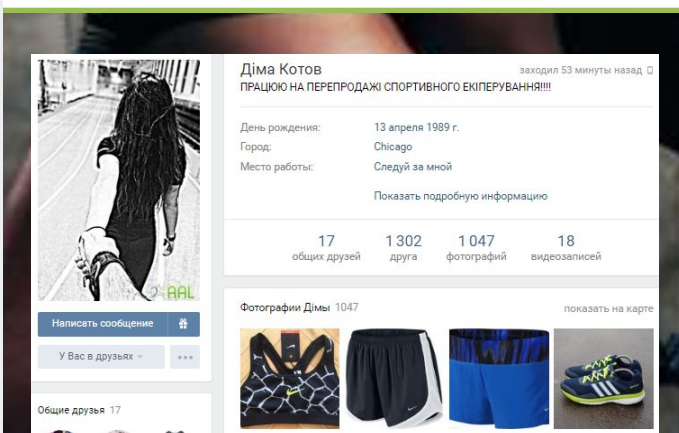 Діма Котов
заходил 53 минуты назад
ПРАЦЮЮ НА ПЕРЕПРОДАЖІ СПОРТИВНОГО ЕКІПЕРУВАННЯ!!!!
День рождения: 13 апреля 1989 г.
Город: Chicago
Место работы: Следуй за мной
Показать подробную информацию
17 общих друзей
1 302 друга
1 047 фотографий
18 видеозаписей
AAL
Написать сообщение
У Вас в друзьях
Общие друзья 17
Фотографии Дімы 1047
показать на карте